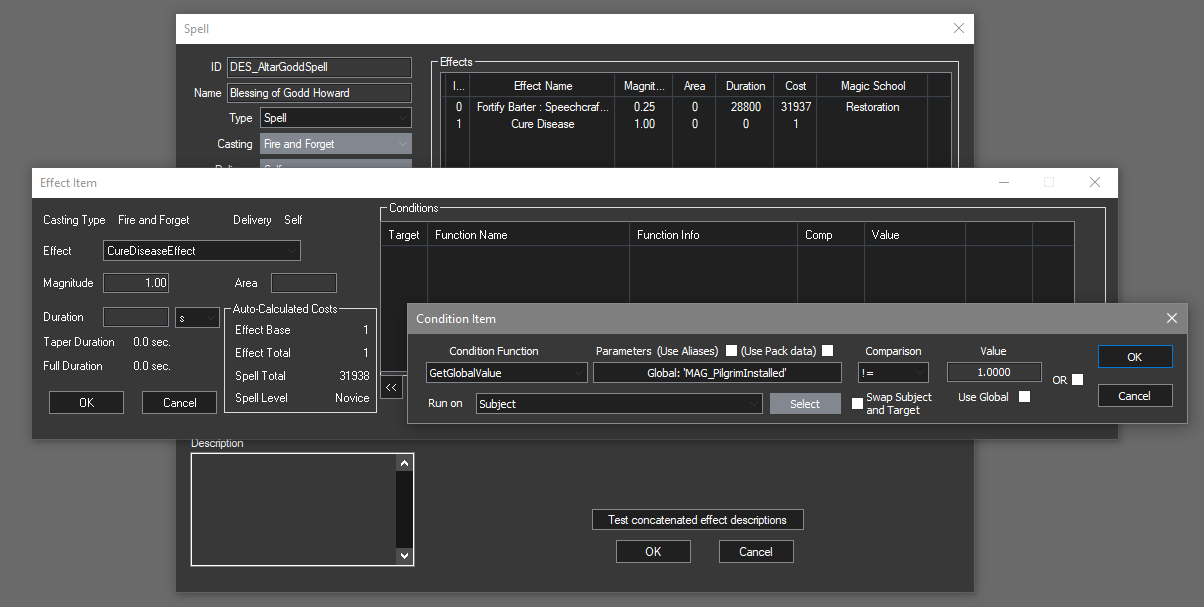 Spell
ID DES_AltarGoddSpell
Name Blessing of Godd Howard
Type Spell
Casting Fire and Forget
Effects
I... Effect Name Magnit... Area Duration Cost Magic School
0 Fortify Barter : Speechcraf... 0.25 0 28800 31937 Restoration
1 Cure Disease 1.00 0 0 1
Effect Item
Casting Type Fire and Forget Delivery Self
Effect CureDiseaseEffect
Magnitude 1.00 Area
Duration s
Taper Duration 0.0 sec.
Full Duration 0.0 sec.
OK Cancel
Auto-Calculated Costs
Effect Base 1
Effect Total 1
Spell Total 31938
Spell Level Novice
Conditions
Target Function Name Function Info Comp Value
<<
Condition Item
Condition Function Parameters (Use Aliases) (Use Pack data) Comparison Value
GetGlobalValue Global: 'MAG_PilgrimInstalled' != 1.0000 OR
Run on Subject Select Swap Subject and Target Use Global
OK
Cancel
Description
Test concatenated effect descriptions
OK Cancel